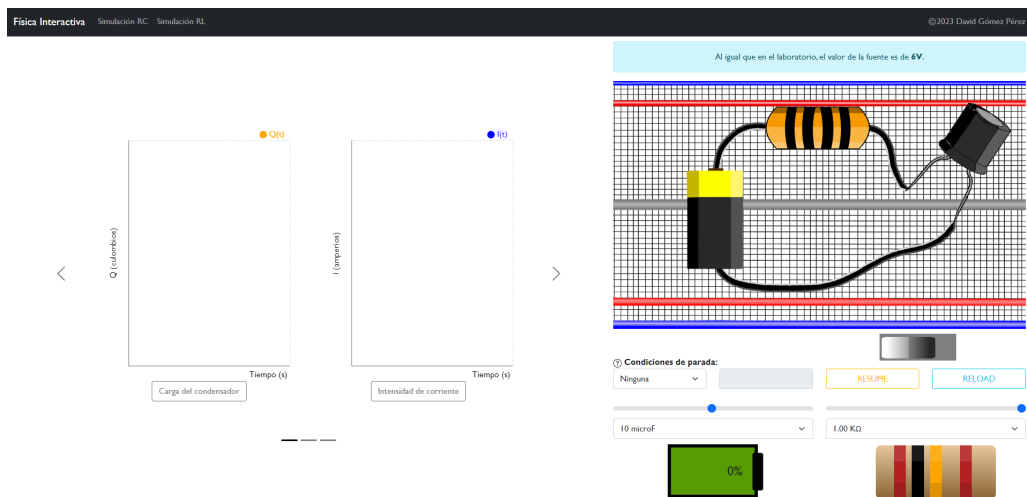 Física Interactiva Simulación RC Simulación RL ©2023 David Gómez Pérez
Al igual que en el laboratorio, el valor de la fuente es de 6V.
Q(t)
Q (culombios)
Tiempo (s)
Carga del condensador
I(t)
I (amperios)
Tiempo (s)
Intensidad de corriente
? Condiciones de parada:
Ninguna
RESUME
RELOAD
10 microF
1.00 KΩ
0%